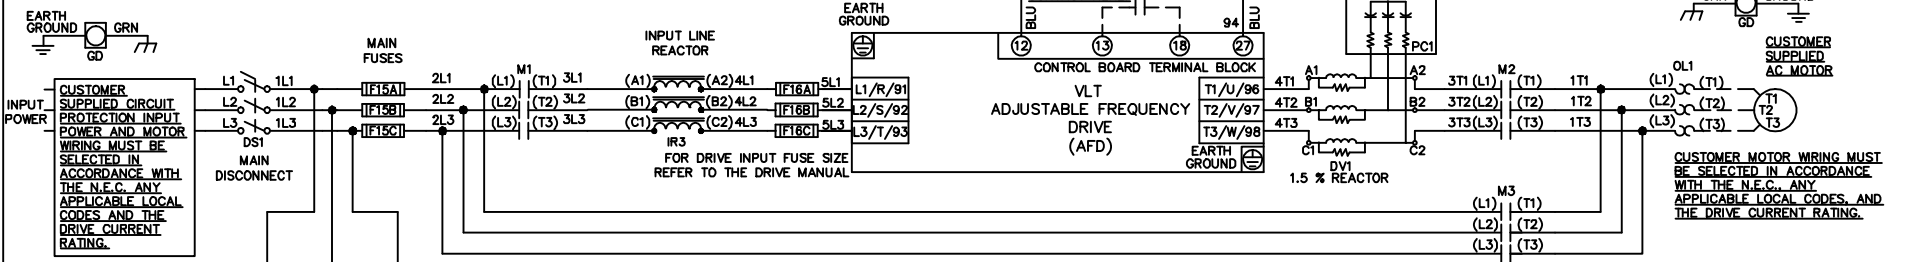 EARTH
GROUND
GRN
GD
EARTH
GROUND
BLU
94
BLU
12
13
18
27
CONTROL BOARD TERMINAL BLOCK
PC1
GD
CUSTOMER
SUPPLIED
AC MOTOR
INPUT
POWER
CUSTOMER
SUPPLIED CIRCUIT
PROTECTION INPUT
POWER AND MOTOR
WIRING MUST BE
SELECTED IN
ACCORDANCE WITH
THE N.E.C. ANY
APPLICABLE LOCAL
CODES AND THE
DRIVE CURRENT
RATING.
MAIN
FUSES
INPUT LINE
REACTOR
L1 1L1 F15A 2L1 (L1) M1 (T1) 3L1 (A1) (A2) 4L1 F16A 5L1 L1/R/91
L2 1L2 F15B 2L2 (L2) (T2) 3L2 (B1) (B2) 4L2 F16B 5L2 L2/S/92
L3 1L3 F15C 2L3 (L3) (T3) 3L3 (C1) (C2) 4L3 F16C 5L3 L3/T/93
DS1
MAIN
DISCONNECT
IR3
FOR DRIVE INPUT FUSE SIZE
REFER TO THE DRIVE MANUAL
VLT
ADJUSTABLE FREQUENCY
DRIVE
(AFD)
T1/U/96 4T1 A1 A2 3T1 (L1) M2 (T1) 1T1 (L1) OL1 (T1) T1
T2/V/97 4T2 B1 B2 3T2 (L2) (T2) 1T2 (L2) (T2) T2
T3/W/98 4T3 C1 C2 3T3 (L3) (T3) 1T3 (L3) (T3) T3
EARTH
GROUND
DV1
1.5 % REACTOR
CUSTOMER MOTOR WIRING MUST
BE SELECTED IN ACCORDANCE
WITH THE N.E.C., ANY
APPLICABLE LOCAL CODES, AND
THE DRIVE CURRENT RATING.
M3
(L1) (T1)
(L2) (T2)
(L3) (T3)